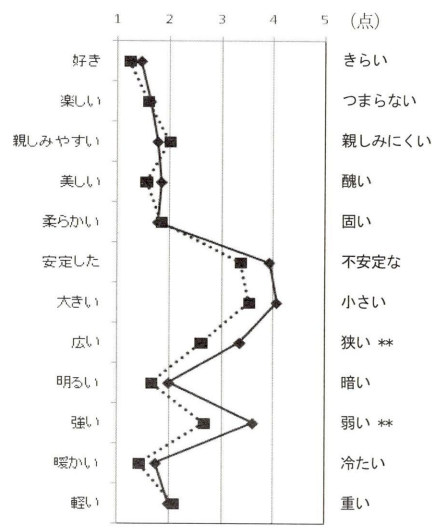 1 2 3 4 5 (点)
好き きらい
楽しい つまらない
親しみやすい 親しみにくい
美しい 醜い
柔らかい 固い
安定した 不安定な
大きい 小さい
広い 狭い **
明るい 暗い
強い 弱い **
暖かい 冷たい
軽い 重い